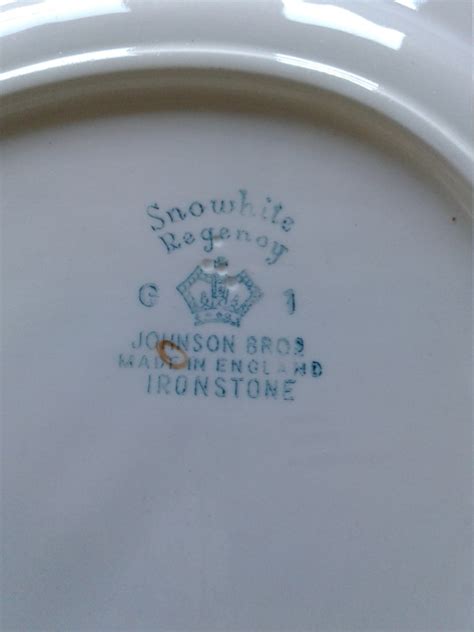 Snowhite
Regency
G 1
JOHNSON BROS
MADE IN ENGLAND
IRONSTONE